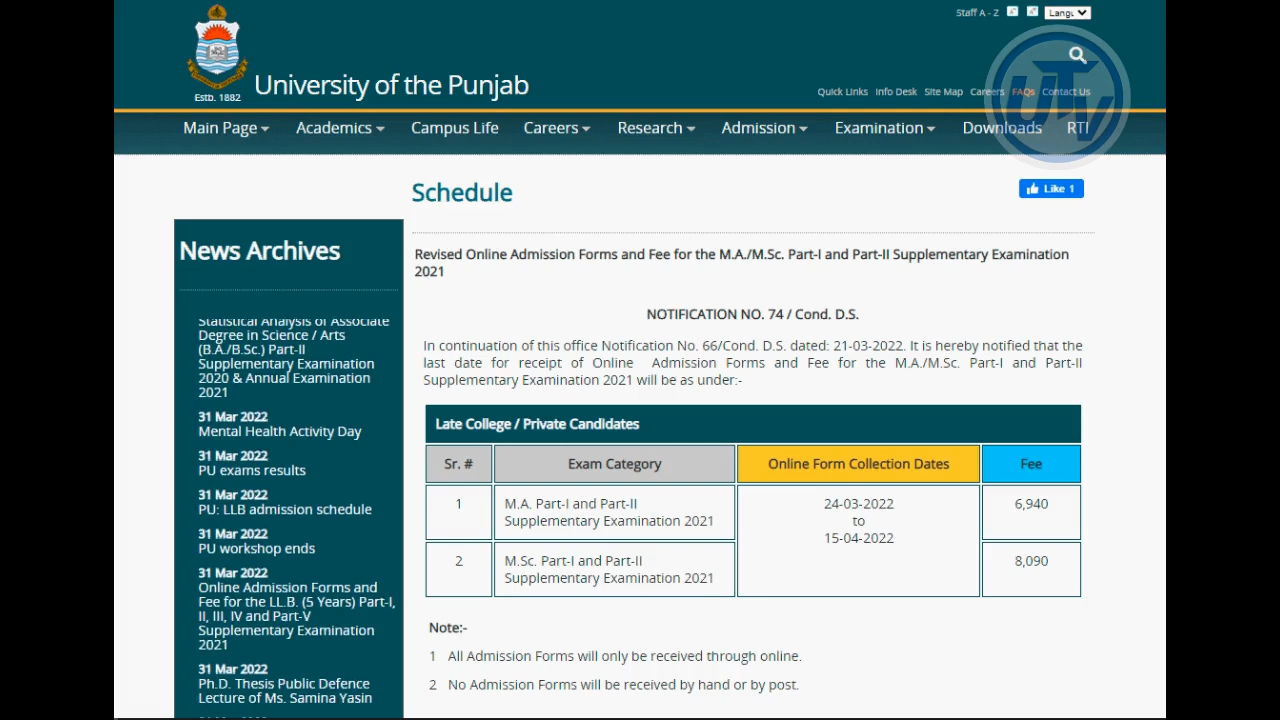 Staff A - Z
Langu
Estb. 1882
University of the Punjab
Quick Links Info Desk Site Map Careers FAQs Contact Us
UTV
Main Page Academics Campus Life Careers Research Admission Examination Downloads RTI
Schedule
Like 1
News Archives
Statistical Analysis of Associate
Degree in Science / Arts
(B.A./B.Sc.) Part-II
Supplementary Examination
2020 & Annual Examination
2021
31 Mar 2022
Mental Health Activity Day
31 Mar 2022
PU exams results
31 Mar 2022
PU: LLB admission schedule
31 Mar 2022
PU workshop ends
31 Mar 2022
Online Admission Forms and
Fee for the LL.B. (5 Years) Part-I,
II, III, IV and Part-V
Supplementary Examination
2021
31 Mar 2022
Ph.D. Thesis Public Defence
Lecture of Ms. Samina Yasin
Revised Online Admission Forms and Fee for the M.A./M.Sc. Part-I and Part-II Supplementary Examination
2021
NOTIFICATION NO. 74 / Cond. D.S.
In continuation of this office Notification No. 66/Cond. D.S. dated: 21-03-2022. It is hereby notified that the
last date for receipt of Online Admission Forms and Fee for the M.A./M.Sc. Part-I and Part-II
Supplementary Examination 2021 will be as under:-
Late College / Private Candidates
Sr. # Exam Category Online Form Collection Dates Fee
1 M.A. Part-I and Part-II
Supplementary Examination 2021
24-03-2022
to
15-04-2022
6,940
2 M.Sc. Part-I and Part-II
Supplementary Examination 2021
8,090
Note:-
1 All Admission Forms will only be received through online.
2 No Admission Forms will be received by hand or by post.